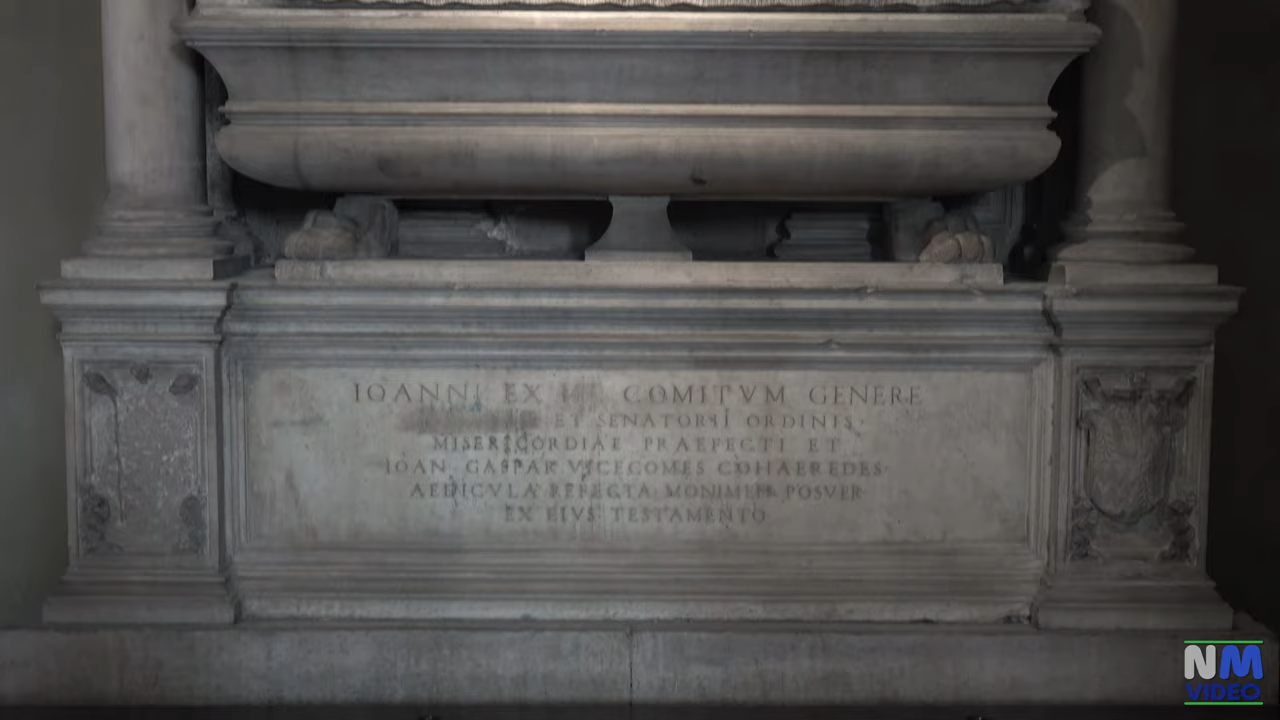 IOANNI EX COMITVM GENERE
ET SENATORII ORDINIS
MISERICORDIAE PRAEFECTI ET
IOAN GASPAR VICECOMES COHAEREDES
AEDICVLA REFECTA MONIMEN POSVER
EX EIVS TESTAMENTO
NM
VIDEO